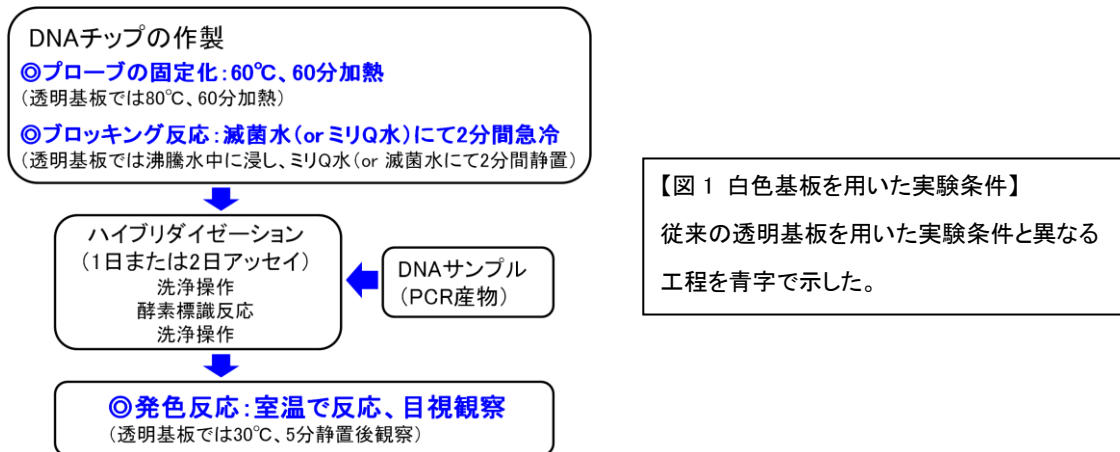 DNAチップの作製
◎プローブの固定化：60℃、60分加熱
（透明基板では80℃、60分加熱）
◎ブロッキング反応：滅菌水（or ミリQ水）にて2分間急冷
（透明基板では沸騰水中に浸し、ミリQ水（or 滅菌水にて2分間静置）
ハイブリダイゼーション
（1日または2日アッセイ）
洗浄操作
酵素標識反応
洗浄操作
DNAサンプル
（PCR産物）
◎発色反応：室温で反応、目視観察
（透明基板では30℃、5分静置後観察）
【図 1 白色基板を用いた実験条件】
従来の透明基板を用いた実験条件と異なる
工程を青字で示した。